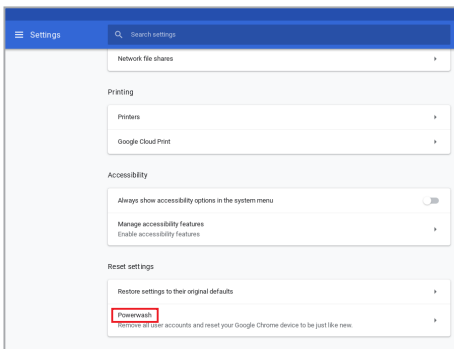 Settings
Search settings
Network file shares
Printing
Printers
Google Cloud Print
Accessibility
Always show accessibility options in the system menu
Manage accessibility features
Enable accessibility features
Reset settings
Restore settings to their original defaults
Powerwash
Remove all user accounts and reset your Google Chrome device to be just like new.